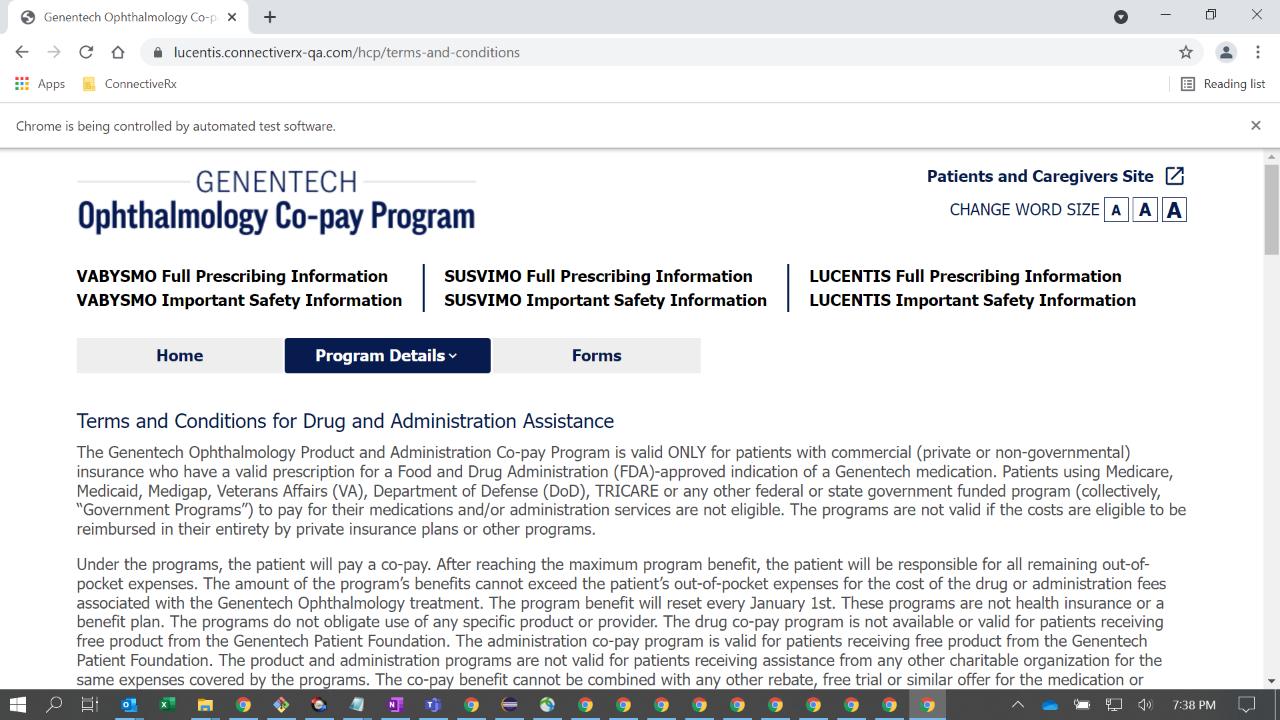 Genentech Ophthalmology Co-p
lucentis.connectiverx-qa.com/hcp/terms-and-conditions
Apps
ConnectiveRx
Reading list
Chrome is being controlled by automated test software.
GENENTECH
Ophthalmology Co-pay Program
Patients and Caregivers Site
CHANGE WORD SIZE A A A
VABYSMO Full Prescribing Information
VABYSMO Important Safety Information
SUSVIMO Full Prescribing Information
SUSVIMO Important Safety Information
LUCENTIS Full Prescribing Information
LUCENTIS Important Safety Information
Home
Program Details
Forms
Terms and Conditions for Drug and Administration Assistance
The Genentech Ophthalmology Product and Administration Co-pay Program is valid ONLY for patients with commercial (private or non-governmental)
insurance who have a valid prescription for a Food and Drug Administration (FDA)-approved indication of a Genentech medication. Patients using Medicare,
Medicaid, Medigap, Veterans Affairs (VA), Department of Defense (DoD), TRICARE or any other federal or state government funded program (collectively,
“Government Programs”) to pay for their medications and/or administration services are not eligible. The programs are not valid if the costs are eligible to be
reimbursed in their entirety by private insurance plans or other programs.
Under the programs, the patient will pay a co-pay. After reaching the maximum program benefit, the patient will be responsible for all remaining out-of-
pocket expenses. The amount of the program’s benefits cannot exceed the patient’s out-of-pocket expenses for the cost of the drug or administration fees
associated with the Genentech Ophthalmology treatment. The program benefit will reset every January 1st. These programs are not health insurance or a
benefit plan. The programs do not obligate use of any specific product or provider. The drug co-pay program is not available or valid for patients receiving
free product from the Genentech Patient Foundation. The administration co-pay program is valid for patients receiving free product from the Genentech
Patient Foundation. The product and administration programs are not valid for patients receiving assistance from any other charitable organization for the
same expenses covered by the programs. The co-pay benefit cannot be combined with any other rebate, free trial or similar offer for the medication or
7:38 PM